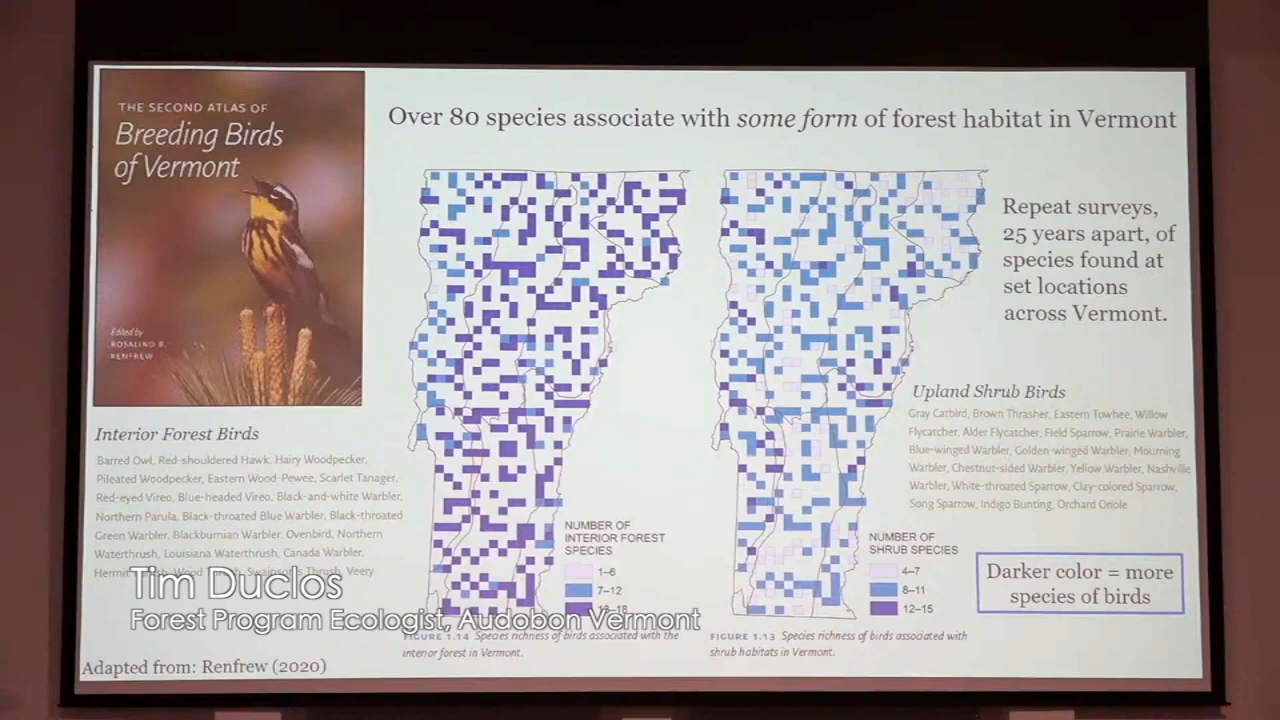 THE SECOND ATLAS OF
Breeding Birds
of Vermont
Edited by
ROSALIND B.
RENFREW
Over 80 species associate with some form of forest habitat in Vermont
Repeat surveys,
25 years apart, of
species found at
set locations
across Vermont.
Interior Forest Birds
Barred Owl, Red-shouldered Hawk, Hairy Woodpecker,
Pileated Woodpecker, Eastern Wood-Pewee, Scarlet Tanager,
Red-eyed Vireo, Blue-headed Vireo, Black-and-white Warbler,
Northern Parula, Black-throated Blue Warbler, Black-throated
Green Warbler, Blackburnian Warbler, Ovenbird, Northern
Waterthrush, Louisiana Waterthrush, Canada Warbler,
Hermit Wood Thrush, Veery
Upland Shrub Birds
Gray Catbird, Brown Thrasher, Eastern Towhee, Willow
Flycatcher, Alder Flycatcher, Field Sparrow, Prairie Warbler,
Blue-winged Warbler, Golden-winged Warbler, Mourning
Warbler, Chestnut-sided Warbler, Yellow Warbler, Nashville
Warbler, White-throated Sparrow, Clay-colored Sparrow,
Song Sparrow, Indigo Bunting, Orchard Oriole
NUMBER OF
INTERIOR FOREST
SPECIES
1–6
7–12
NUMBER OF
SHRUB SPECIES
4–7
8–11
12–15
Darker color = more
species of birds
FIGURE 1.14 Species richness of birds associated with the
interior forest in Vermont.
FIGURE 1.13 Species richness of birds associated with
shrub habitats in Vermont.
Adapted from: Renfrew (2020)
Tim Duclos
Forest Program Ecologist, Audobon Vermont